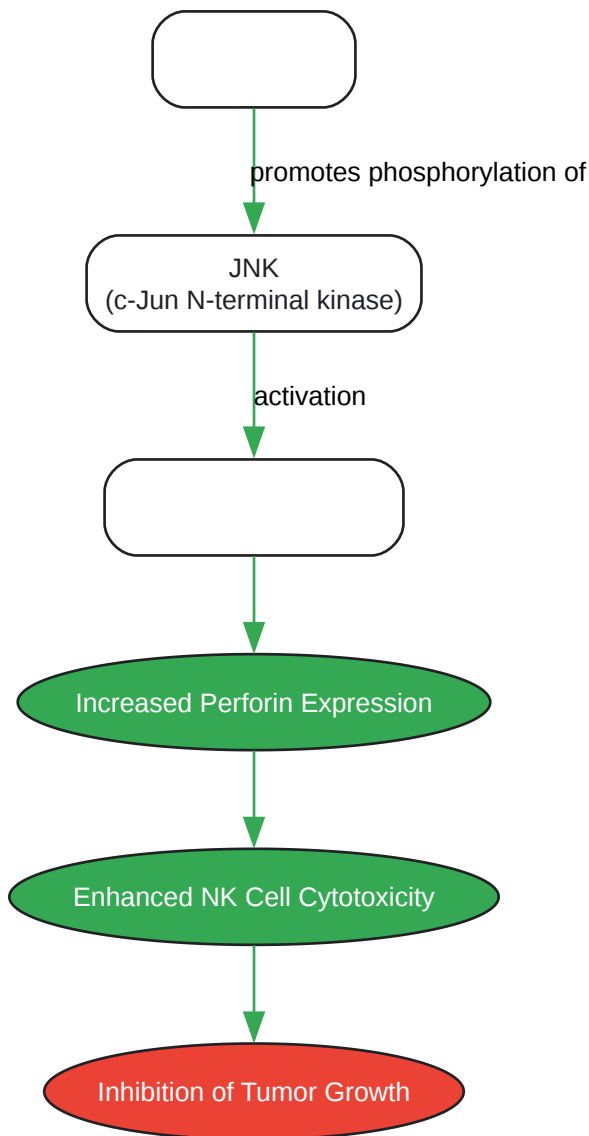 promotes phosphorylation of
JNK
(c-Jun N-terminal kinase)
activation
Increased Perforin Expression
Enhanced NK Cell Cytotoxicity
Inhibition of Tumor Growth